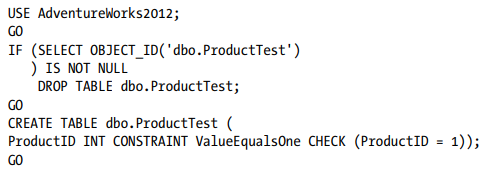 USE AdventureWorks2012;
GO
IF (SELECT OBJECT_ID('dbo.ProductTest')
   ) IS NOT NULL
    DROP TABLE dbo.ProductTest;
GO
CREATE TABLE dbo.ProductTest (
ProductID INT CONSTRAINT ValueEqualsOne CHECK (ProductID = 1));
GO